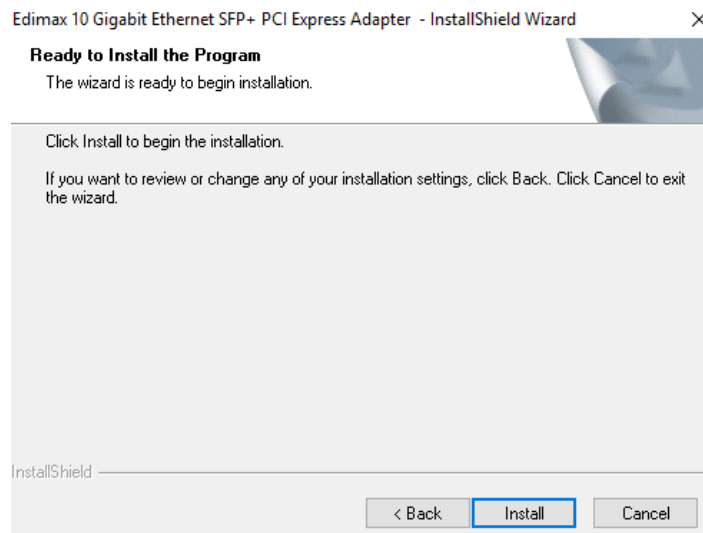 Edimax 10 Gigabit Ethernet SFP+ PCI Express Adapter - InstallShield Wizard
Ready to Install the Program
The wizard is ready to begin installation.
Click Install to begin the installation.
If you want to review or change any of your installation settings, click Back. Click Cancel to exit
the wizard.
InstallShield
< Back Install Cancel